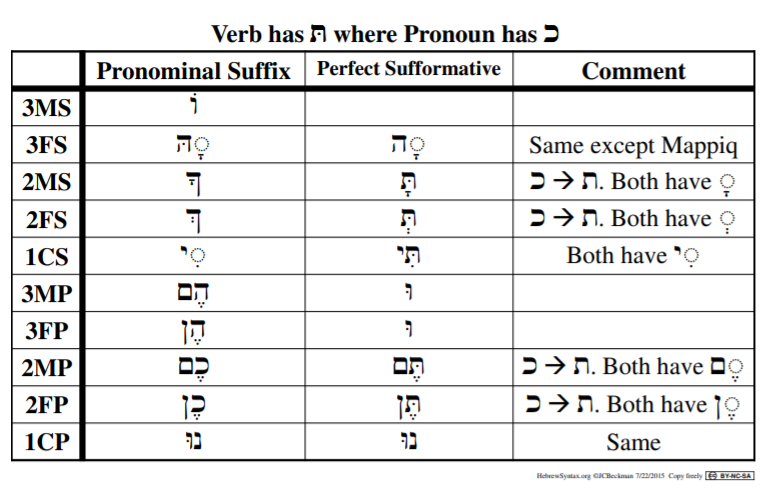 Verb has תּ where Pronoun has כ
Pronominal Suffix Perfect Sufformative Comment
3MS וֹ
3FS ◌ָהּ ◌ָה Same except Mappiq
2MS ךָ תָּ כ → ת. Both have ◌ָ
2FS ךְ תְּ כ → ת. Both have ◌ְ
1CS ◌ִי תִּי Both have ◌ִי
3MP הֶם וּ
3FP הֶן וּ
2MP כֶם תֶּם כ → ת. Both have ◌ֶם
2FP כֶן תֶּן כ → ת. Both have ◌ֶן
1CP נוּ נוּ Same
HebrewSyntax.org ©JCBeckman 7/22/2015 Copy freely CC BY-NC-SA